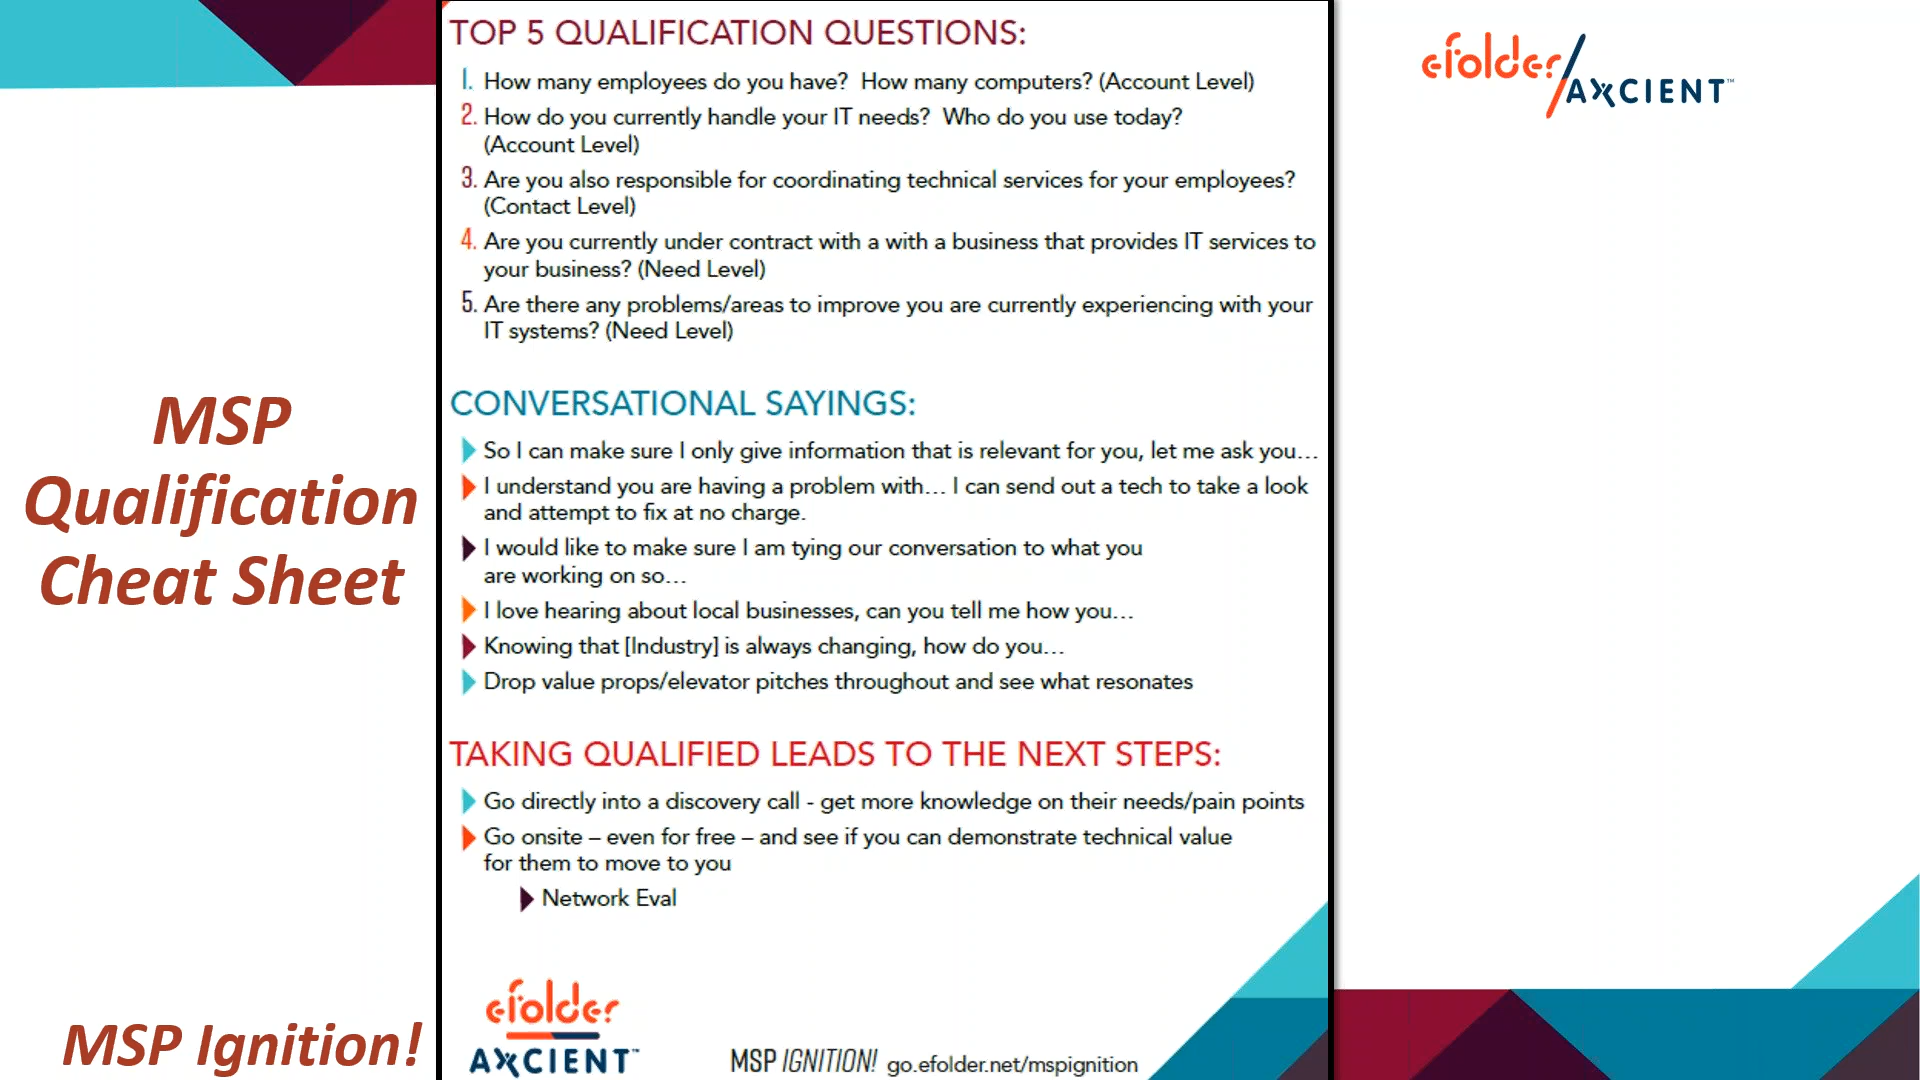 TOP 5 QUALIFICATION QUESTIONS:
1. How many employees do you have? How many computers? (Account Level)
2. How do you currently handle your IT needs? Who do you use today?
(Account Level)
3. Are you also responsible for coordinating technical services for your employees?
(Contact Level)
4. Are you currently under contract with a with a business that provides IT services to
your business? (Need Level)
5. Are there any problems/areas to improve you are currently experiencing with your
IT systems? (Need Level)
CONVERSATIONAL SAYINGS:
So I can make sure I only give information that is relevant for you, let me ask you…
I understand you are having a problem with… I can send out a tech to take a look
and attempt to fix at no charge.
I would like to make sure I am tying our conversation to what you
are working on so…
I love hearing about local businesses, can you tell me how you…
Knowing that [Industry] is always changing, how do you…
Drop value props/elevator pitches throughout and see what resonates
TAKING QUALIFIED LEADS TO THE NEXT STEPS:
Go directly into a discovery call - get more knowledge on their needs/pain points
Go onsite – even for free – and see if you can demonstrate technical value
for them to move to you
Network Eval
efolder
AXCIENT™
MSP IGNITION! go.efolder.net/mspignition
MSP
Qualification
Cheat Sheet
MSP Ignition!
efolder/
AXCIENT™